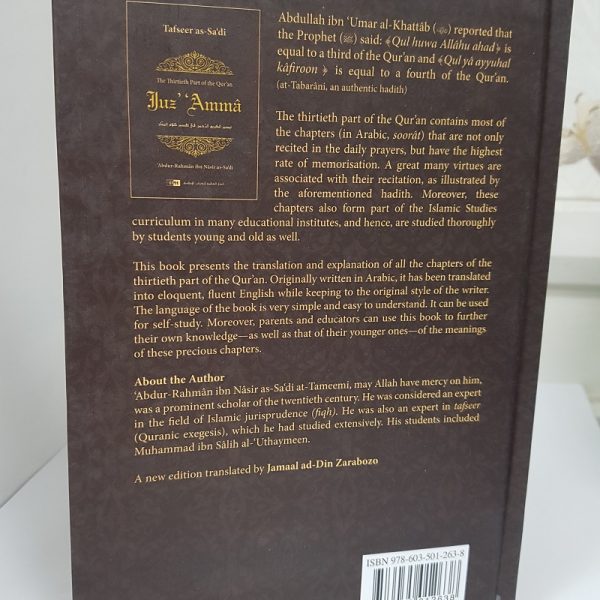 Tafseer as-Sa'di
The Thirtieth Part of the Qur'an
Juz' 'Ammâ
'Abdur-Rahmân ibn Nâsir as-Sa'di
Abdullah ibn 'Umar al-Khattâb (﵁) reported that
the Prophet (ﷺ) said: ﴾Qul huwa Allâhu ahad﴿ is
equal to a third of the Qur'an and ﴾Qul yâ ayyuhal
kâfiroon ﴿ is equal to a fourth of the Qur'an.
(at-Tabarâni, an authentic hadith)
The thirtieth part of the Qur'an contains most of
the chapters (in Arabic, soorât) that are not only
recited in the daily prayers, but have the highest
rate of memorisation. A great many virtues are
associated with their recitation, as illustrated by
the aforementioned hadith. Moreover, these
chapters also form part of the Islamic Studies
curriculum in many educational institutes, and hence, are studied thoroughly
by students young and old as well.
This book presents the translation and explanation of all the chapters of the
thirtieth part of the Qur'an. Originally written in Arabic, it has been translated
into eloquent, fluent English while keeping to the original style of the writer.
The language of the book is very simple and easy to understand. It can be used
for self-study. Moreover, parents and educators can use this book to further
their own knowledge—as well as that of their younger ones—of the meanings
of these precious chapters.
About the Author
'Abdur-Rahmân ibn Nâsir as-Sa'di at-Tameemi, may Allah have mercy on him,
was a prominent scholar of the twentieth century. He was considered an expert
in the field of Islamic jurisprudence (fiqh). He was also an expert in tafseer
(Quranic exegesis), which he had studied extensively. His students included
Muhammad ibn Sâlih al-'Uthaymeen.
A new edition translated by Jamaal ad-Din Zarabozo
ISBN 978-603-501-263-8